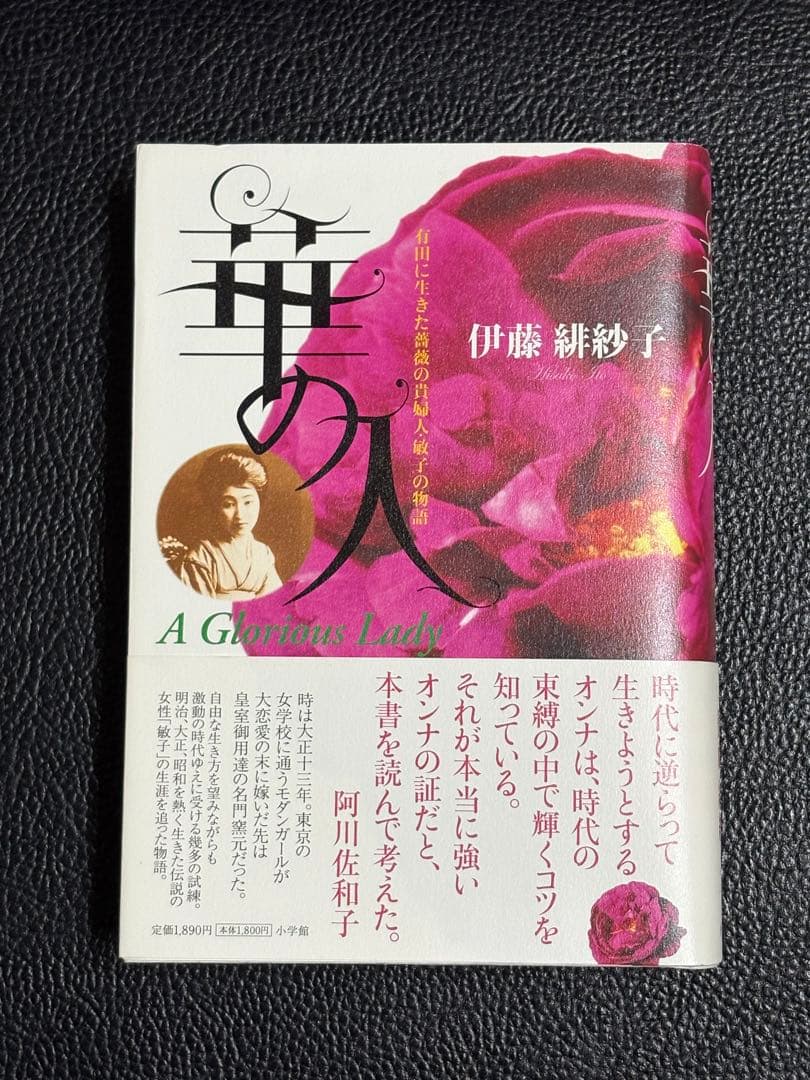 華の人
有田に生きた薔薇の貴婦人・敏子の物語
伊藤 緋紗子
Hisako Ito
A Glorious Lady
時代に逆らって
生きようとする
オンナは、時代の
束縛の中で輝くコツを
知っている。
それが本当に強い
オンナの証だと、
本書を読んで考えた。
阿川佐和子
時は大正十三年。東京の
女学校に通うモダンガールが
大恋愛の末に嫁いだ先は
皇室御用達の名門窯元だった。
自由な生き方を望みながらも
激動の時代ゆえに受ける幾多の試練。
明治、大正、昭和を熱く生きた伝説の
女性「敏子」の生涯を追った物語。
定価1,890円 本体1,800円 小学館